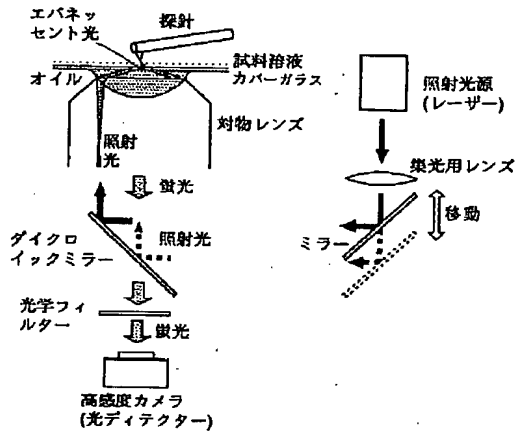 エバネッ
セント光
探針
オイル
試料溶液
カバーガラス
照射
光
対物レンズ
蛍光
ダイクロ
イックミラー
照射光
光学フィ
ルター
蛍光
高感度カメラ
(光ディテクター)
照射光源
(レーザー)
集光用レンズ
ミラー
移動